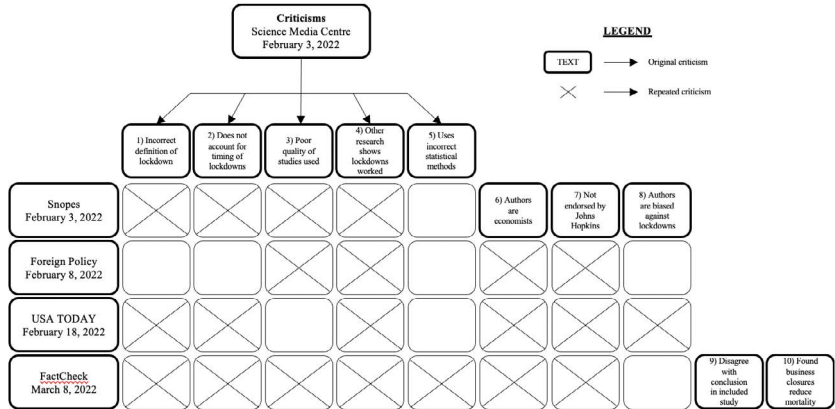 Criticisms
Science Media Centre
February 3, 2022
LEGEND
TEXT
Original criticism
Repeated criticism
1) Incorrect
definition of
lockdown
2) Does not
account for
timing of
lockdowns
3) Poor
quality of
studies used
4) Other
research
shows
lockdowns
worked
5) Uses
incorrect
statistical
methods
Snopes
February 3, 2022
6) Authors
are
economists
7) Not
endorsed by
Johns
Hopkins
8) Authors
are biased
against
lockdowns
Foreign Policy
February 8, 2022
USA TODAY
February 18, 2022
FactCheck
March 8, 2022
9) Disagree
with
conclusion
in included
study
10) Found
business
closures
reduce
mortality